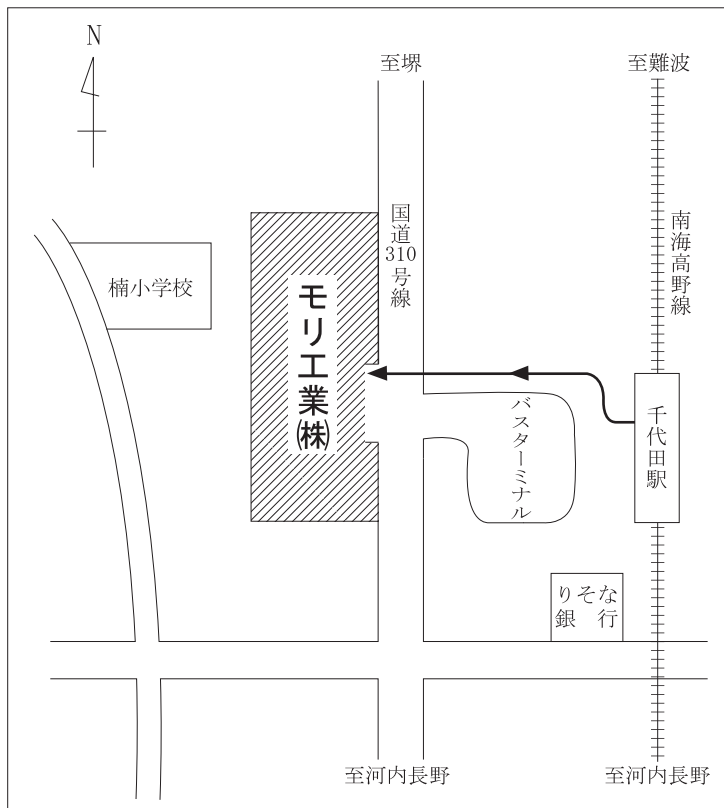 N
至堺
至難波
国道310号線
南海高野線
楠小学校
モリ工業㈱
バスターミナル
千代田駅
りそな
銀行
至河内長野
至河内長野